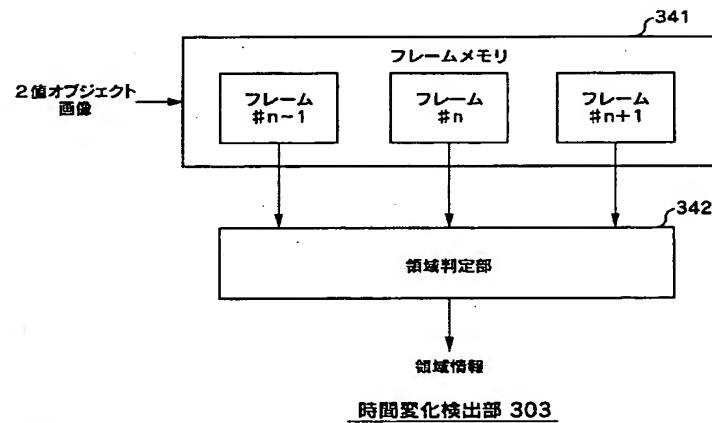 341
フレームメモリ
2値オブジェクト
画像
フレーム
#n-1
フレーム
#n
フレーム
#n+1
342
領域判定部
領域情報
時間変化検出部 303